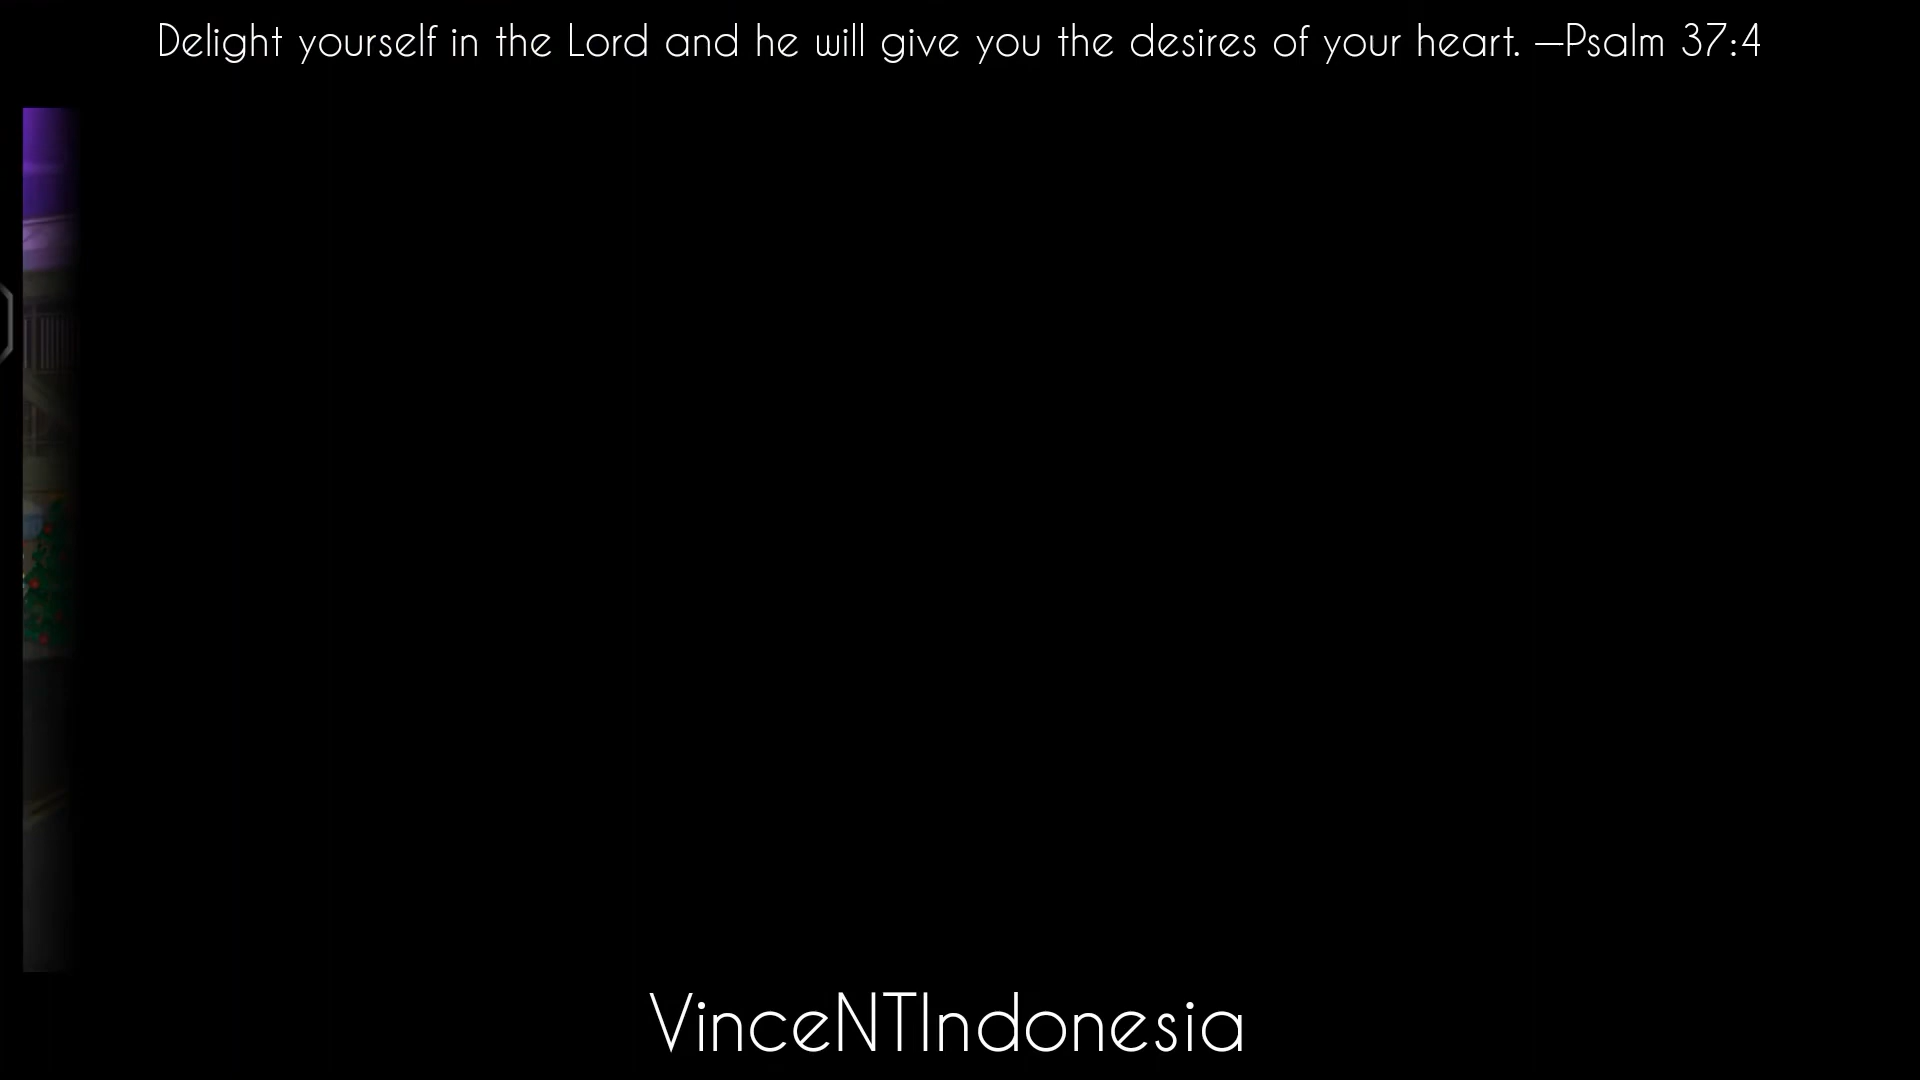 Delight yourself in the Lord and he will give you the desires of your heart. —Psalm 37:4
VinceNTIndonesia